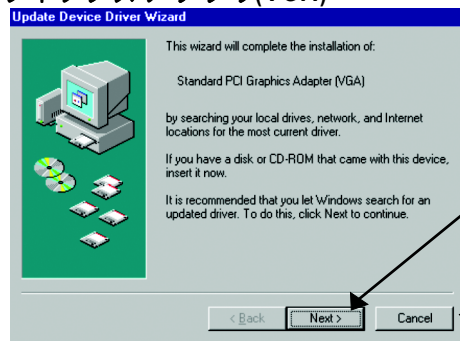 (VGA)
Update Device Driver Wizard
This wizard will complete the installation of:
Standard PCI Graphics Adapter (VGA)
by searching your local drives, network, and Internet
locations for the most current driver.
If you have a disk or CD-ROM that came with this device,
insert it now.
It is recommended that you let Windows search for an
updated driver. To do this, click Next to continue.
< Back
Next >
Cancel